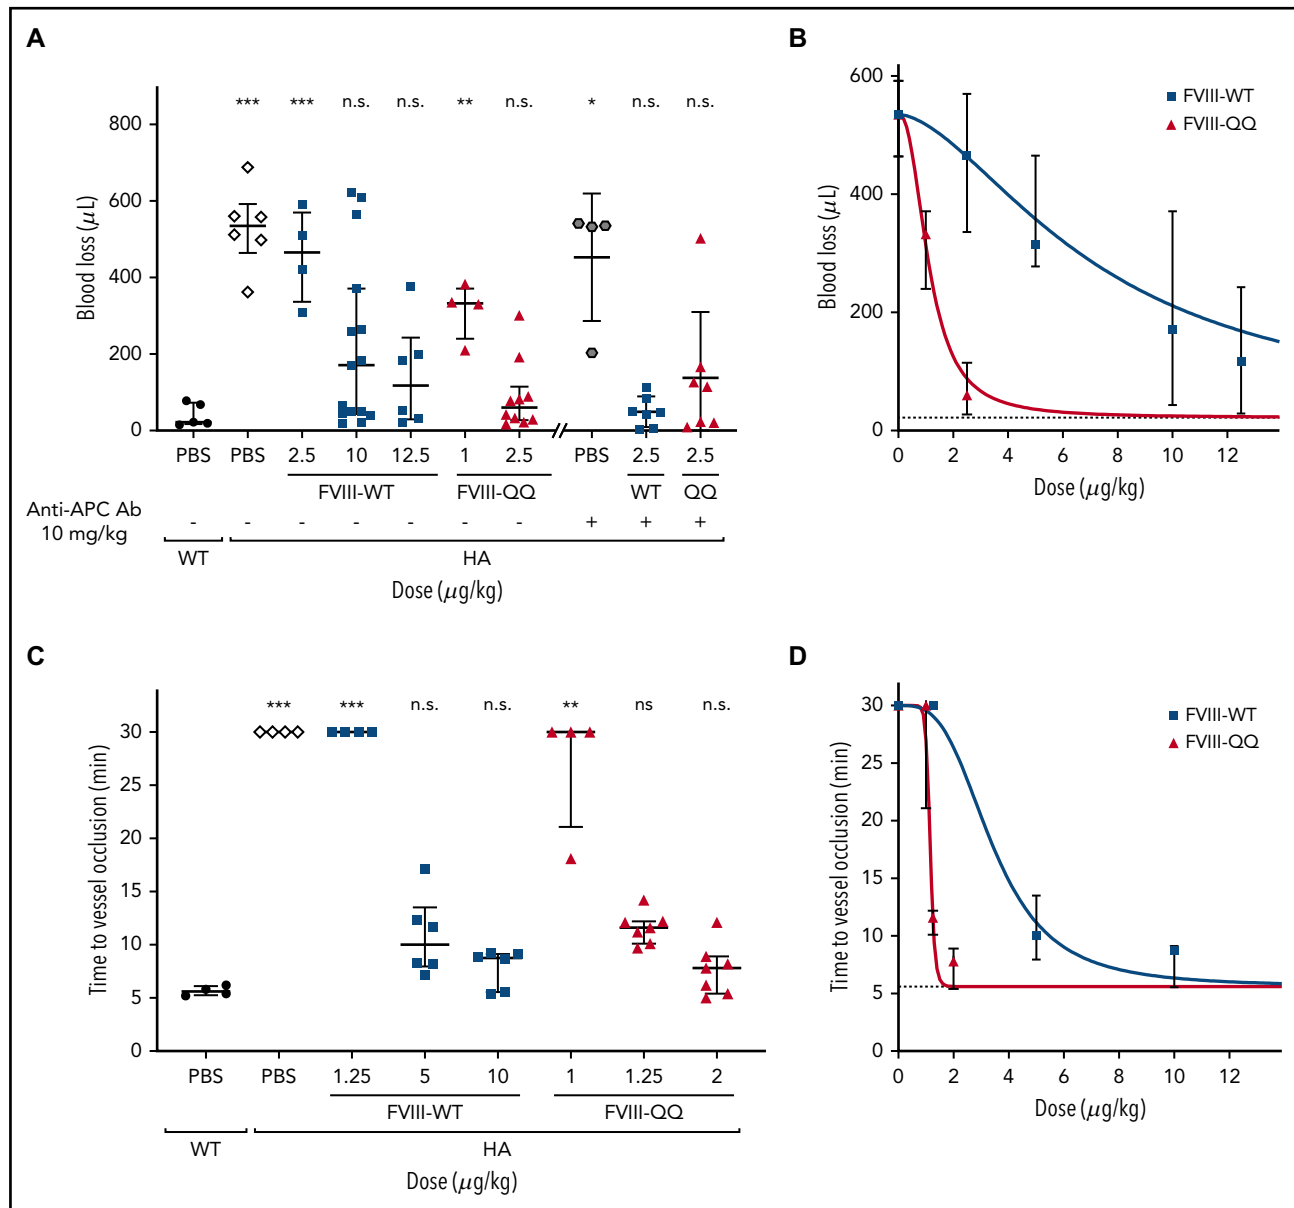 A
*** *** n.s. n.s. ** n.s. * n.s. n.s.
800
600
400
200
0
Blood loss (μL)
PBS PBS 2.5 10 12.5 1 2.5 PBS 2.5 2.5
FVIII-WT FVIII-QQ WT QQ
Anti-APC Ab
10 mg/kg
- - - - - - - + + +
WT HA
Dose (μg/kg)
B
600
400
200
0
Blood loss (μL)
FVIII-WT
FVIII-QQ
0 2 4 6 8 10 12
Dose (μg/kg)
C
*** *** n.s. n.s. ** ns n.s.
30
25
20
15
10
5
0
Time to vessel occlusion (min)
PBS PBS 1.25 5 10 1 1.25 2
FVIII-WT FVIII-QQ
WT HA
Dose (μg/kg)
D
30
25
20
15
10
5
0
Time to vessel occlusion (min)
FVIII-WT
FVIII-QQ
0 2 4 6 8 10 12
Dose (μg/kg)